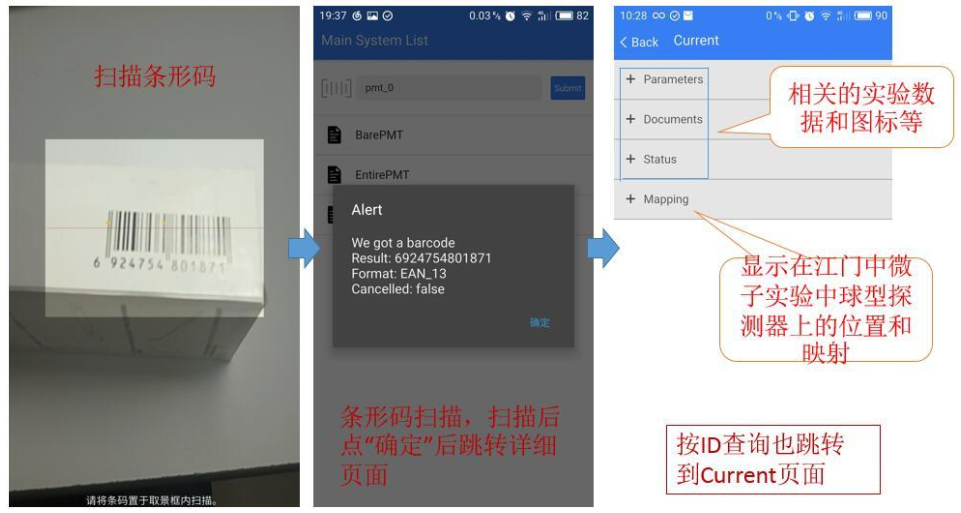 扫描条形码
6 924754 801871
请将条码置于取景框内扫描。
19:37 0.03% 82
Main System List
pmt_0 Submit
BarePMT
EntirePMT
Alert
We got a barcode
Result: 6924754801871
Format: EAN_13
Cancelled: false
确定
条形码扫描，扫描后
点“确定”后跳转详细
页面
10:28 0% 90
< Back Current
+ Parameters
+ Documents
+ Status
+ Mapping
相关的实验数
据和图标等
显示在江门中微
子实验中球型探
测器上的位置和
映射
按ID查询也跳转
到Current页面